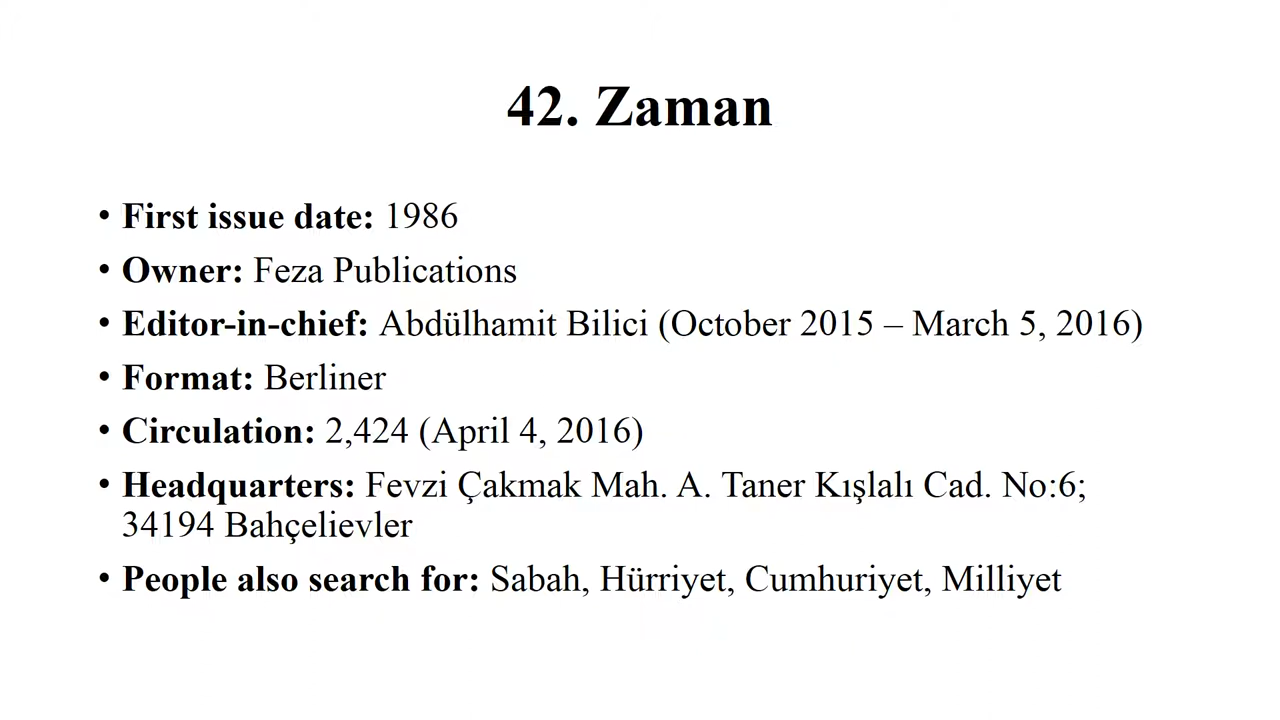 42. Zaman
• First issue date: 1986
• Owner: Feza Publications
• Editor-in-chief: Abdülhamit Bilici (October 2015 – March 5, 2016)
• Format: Berliner
• Circulation: 2,424 (April 4, 2016)
• Headquarters: Fevzi Çakmak Mah. A. Taner Kışlalı Cad. No:6;
34194 Bahçelievler
• People also search for: Sabah, Hürriyet, Cumhuriyet, Milliyet